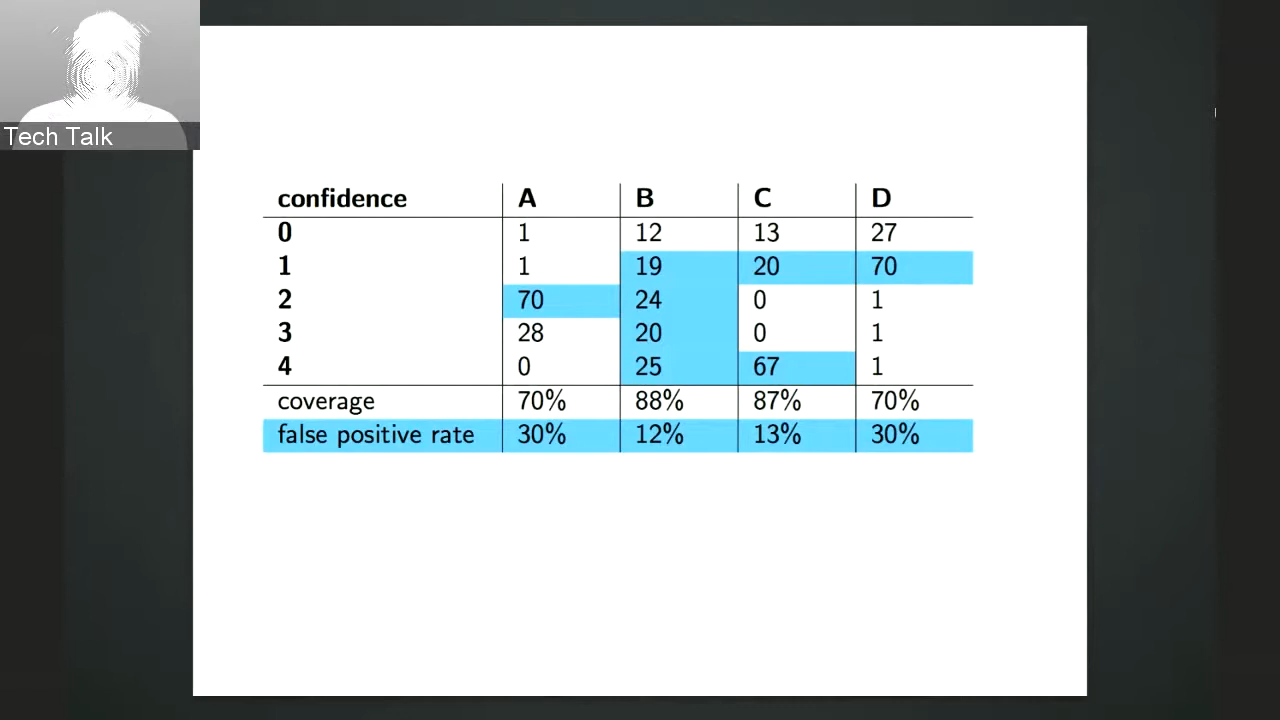 Tech Talk
confidence A B C D
0 1 12 13 27
1 1 19 20 70
2 70 24 0 1
3 28 20 0 1
4 0 25 67 1
coverage 70% 88% 87% 70%
false positive rate 30% 12% 13% 30%